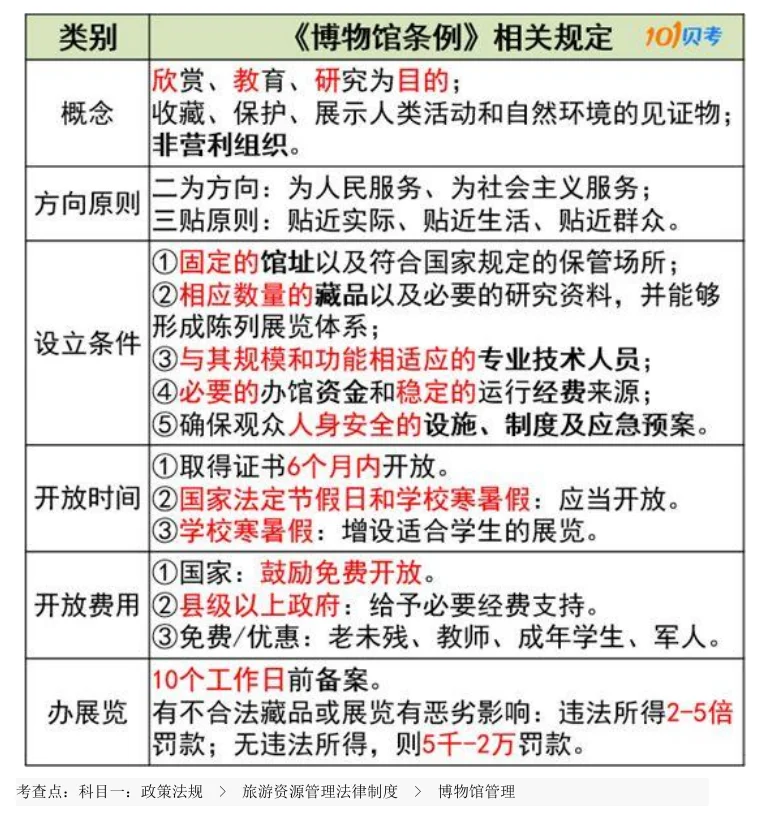 类别 《博物馆条例》相关规定 101贝考
概念
欣赏、教育、研究为目的；
收藏、保护、展示人类活动和自然环境的见证物；
非营利组织。
方向原则
二为方向：为人民服务、为社会主义服务；
三贴原则：贴近实际、贴近生活、贴近群众。
设立条件
①固定的馆址以及符合国家规定的保管场所；
②相应数量的藏品以及必要的研究资料，并能够
形成陈列展览体系；
③与其规模和功能相适应的专业技术人员；
④必要的办馆资金和稳定的运行经费来源；
⑤确保观众人身安全的设施、制度及应急预案。
开放时间
①取得证书6个月内开放。
②国家法定节假日和学校寒暑假：应当开放。
③学校寒暑假：增设适合学生的展览。
开放费用
①国家：鼓励免费开放。
②县级以上政府：给予必要经费支持。
③免费/优惠：老未残、教师、成年学生、军人。
办展览
10个工作日前备案。
有不合法藏品或展览有恶劣影响：违法所得2-5倍
罚款；无违法所得，则5千-2万罚款。
考查点：科目一：政策法规 > 旅游资源管理法律制度 > 博物馆管理